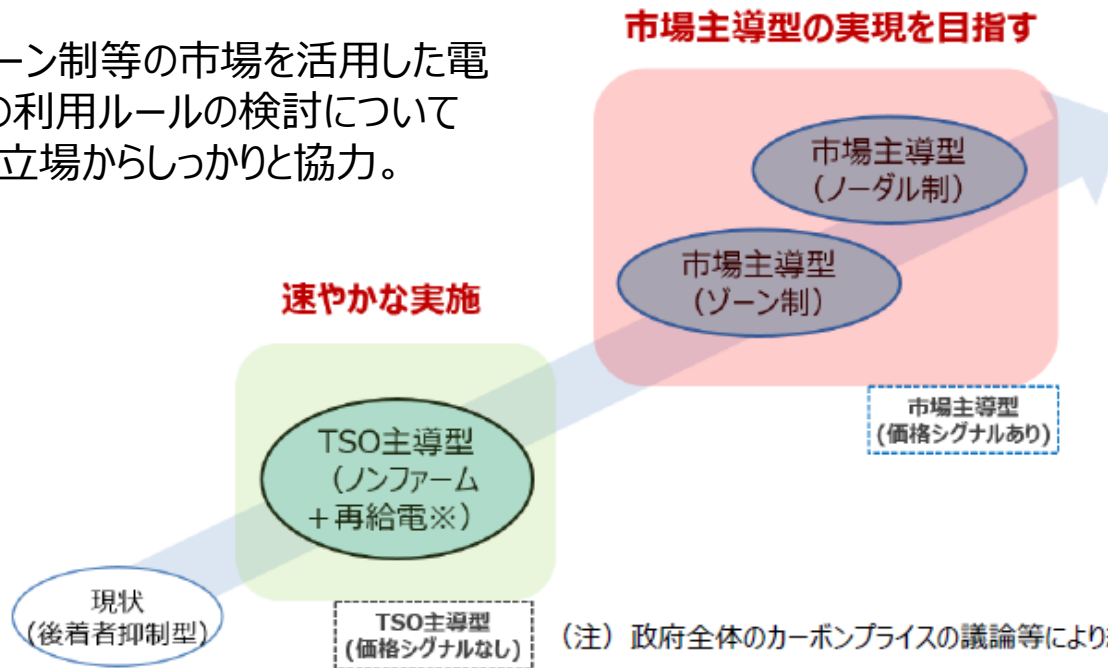 市場主導型の実現を目指す
ーン制等の市場を活用した電
の利用ルールの検討について
立場からしっかりと協力。
市場主導型
(ノーダル制)
市場主導型
(ゾーン制)
速やかな実施
市場主導型
(価格シグナルあり)
TSO主導型
(ノンファーム
+再給電※)
現状
(後着者抑制型)
TSO主導型
(価格シグナルなし)
(注) 政府全体のカーボンプライスの議論等により